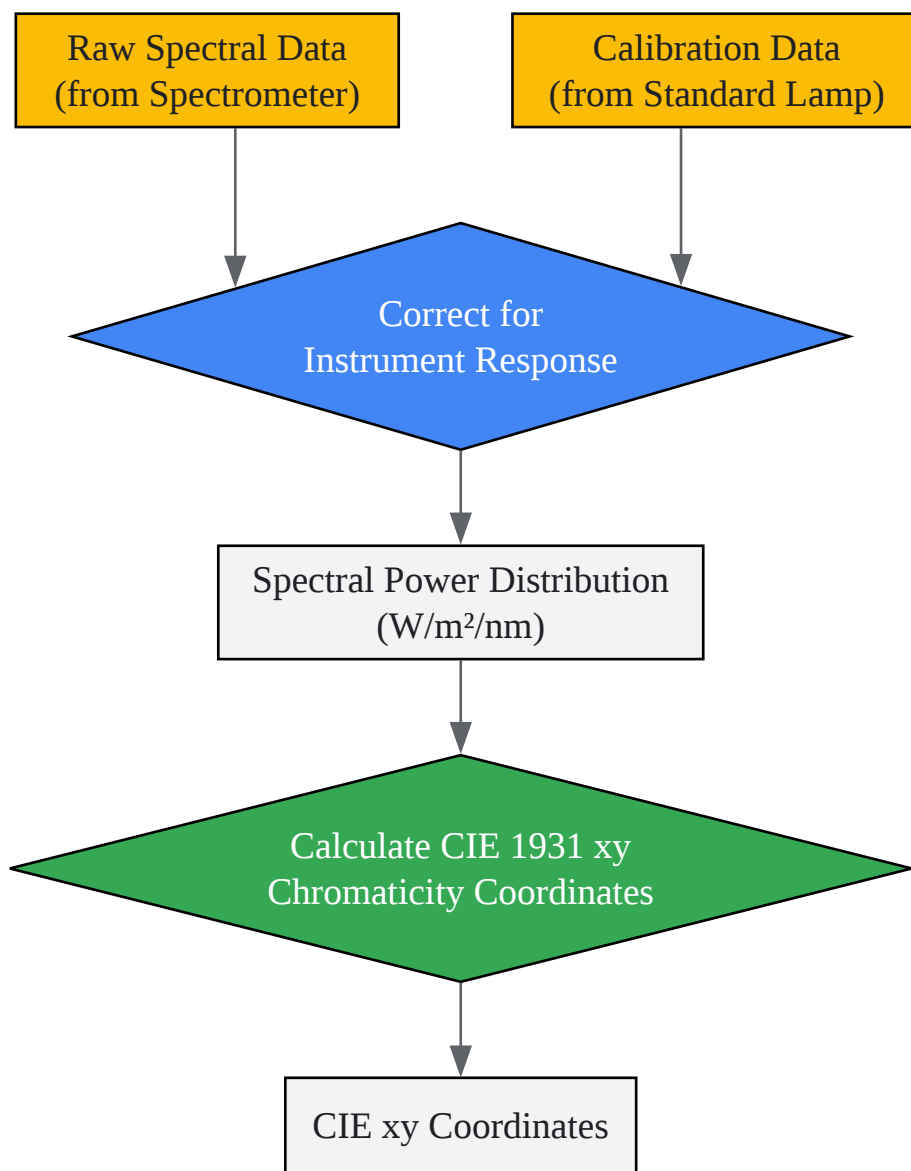 Raw Spectral Data
(from Spectrometer)
Calibration Data
(from Standard Lamp)
Correct for
Instrument Response
Spectral Power Distribution
(W/m²/nm)
Calculate CIE 1931 xy
Chromaticity Coordinates
CIE xy Coordinates